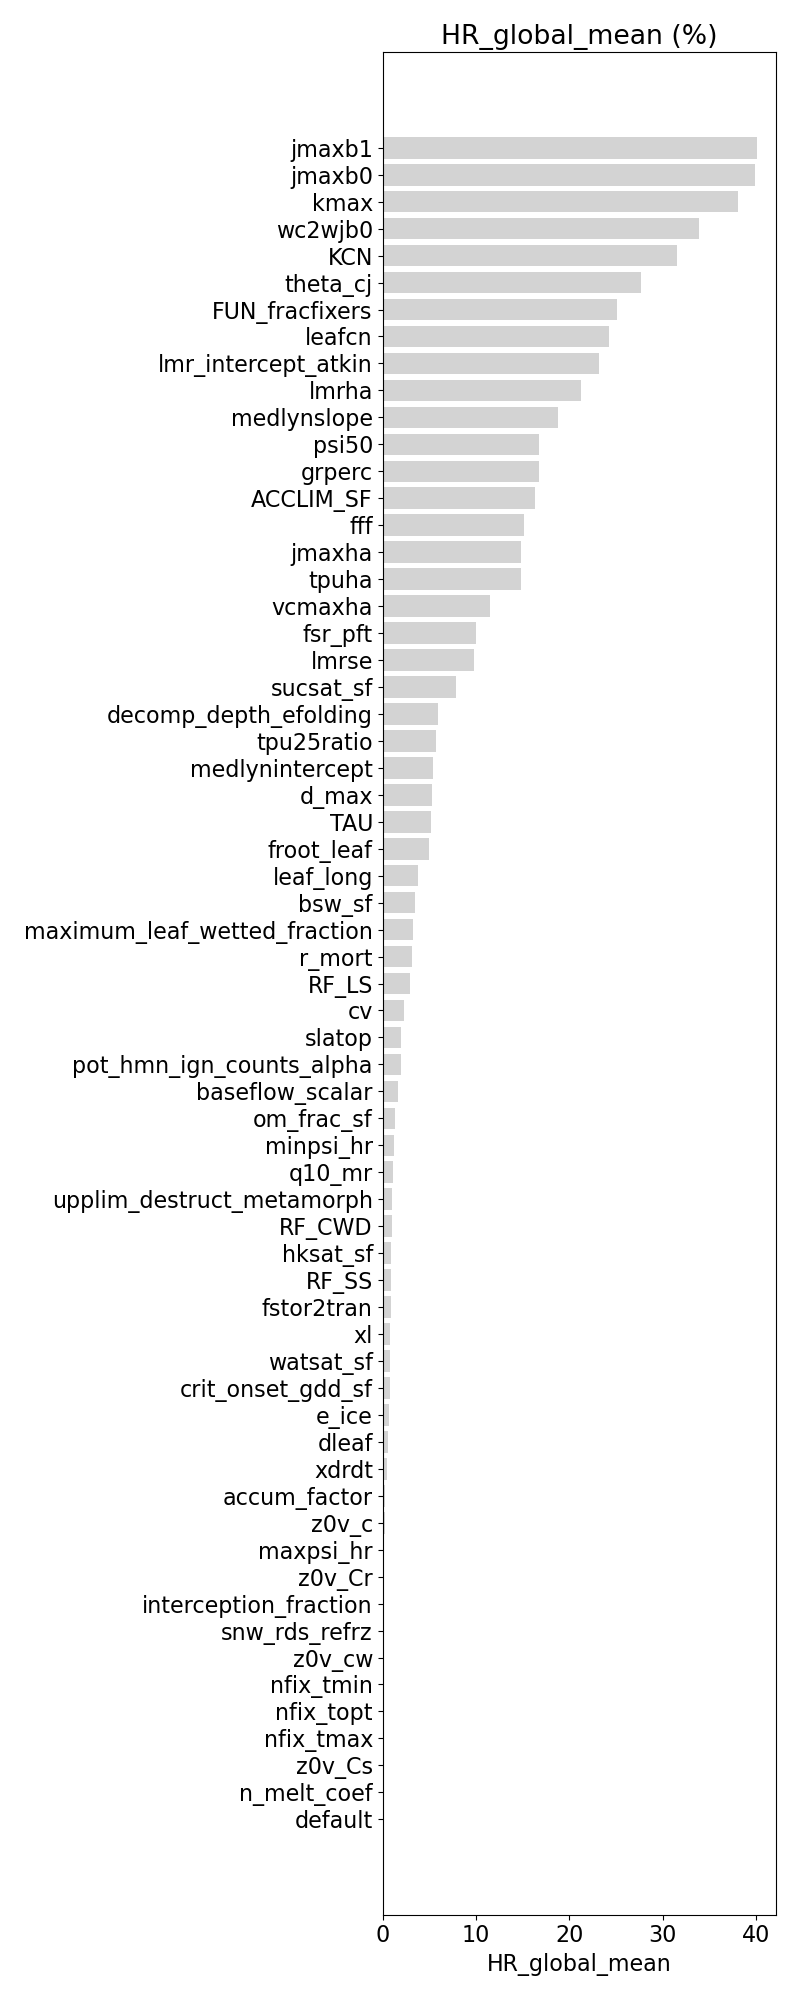 HR_global_mean (%)
jmaxb1
jmaxb0
kmax
wc2wjb0
KCN
theta_cj
FUN_fracfixers
leafcn
lmr_intercept_atkin
lmrha
medlynslope
psi50
grperc
ACCLIM_SF
fff
jmaxha
tpuha
vcmaxha
fsr_pft
lmrse
sucsat_sf
decomp_depth_efolding
tpu25ratio
medlynintercept
d_max
TAU
froot_leaf
leaf_long
bsw_sf
maximum_leaf_wetted_fraction
r_mort
RF_LS
cv
slatop
pot_hmn_ign_counts_alpha
baseflow_scalar
om_frac_sf
minpsi_hr
q10_mr
upplim_destruct_metamorph
RF_CWD
hksat_sf
RF_SS
fstor2tran
xl
watsat_sf
crit_onset_gdd_sf
e_ice
dleaf
xdrdt
accum_factor
z0v_c
maxpsi_hr
z0v_Cr
interception_fraction
snw_rds_refrz
z0v_cw
nfix_tmin
nfix_topt
nfix_tmax
z0v_Cs
n_melt_coef
default
0 10 20 30 40
HR_global_mean